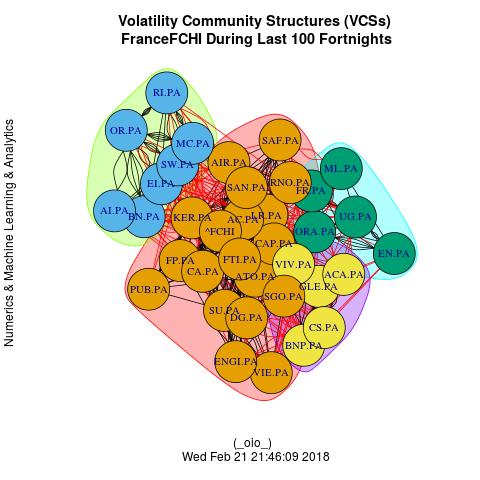 Volatility Community Structures (VCSs)
FranceFCHI During Last 100 Fortnights
Numerics & Machine Learning & Analytics
RI.PA
OR.PA
MC.PA
SW.PA
EI.PA
AI.PA
BN.PA
SAF.PA
AIR.PA
SAN.PA
RNO.PA
ML.PA
FR.PA
UG.PA
ORA.PA
EN.PA
KER.PA
AC.PA
LR.PA
^FCHI
CAP.PA
FP.PA
CA.PA
FTI.PA
ATO.PA
VIV.PA
ACA.PA
GLE.PA
PUB.PA
SGO.PA
SU.PA
DG.PA
CS.PA
BNP.PA
ENGI.PA
VIE.PA
(_oio_)
Wed Feb 21 21:46:09 2018